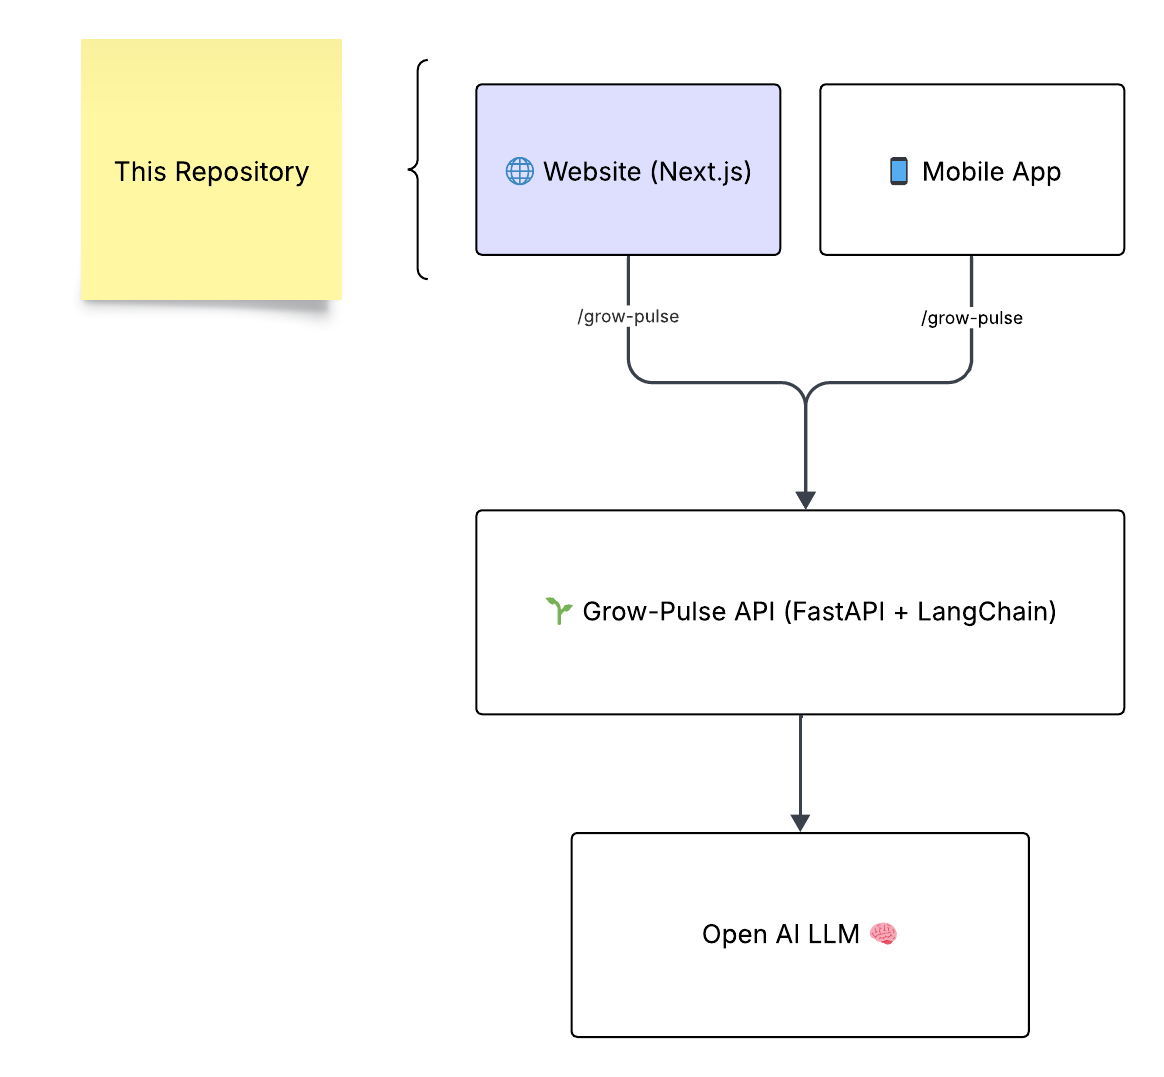 This Repository
🌐 Website (Next.js)
📱 Mobile App
/grow-pulse
/grow-pulse
🌱 Grow-Pulse API (FastAPI + LangChain)
Open AI LLM 🧠